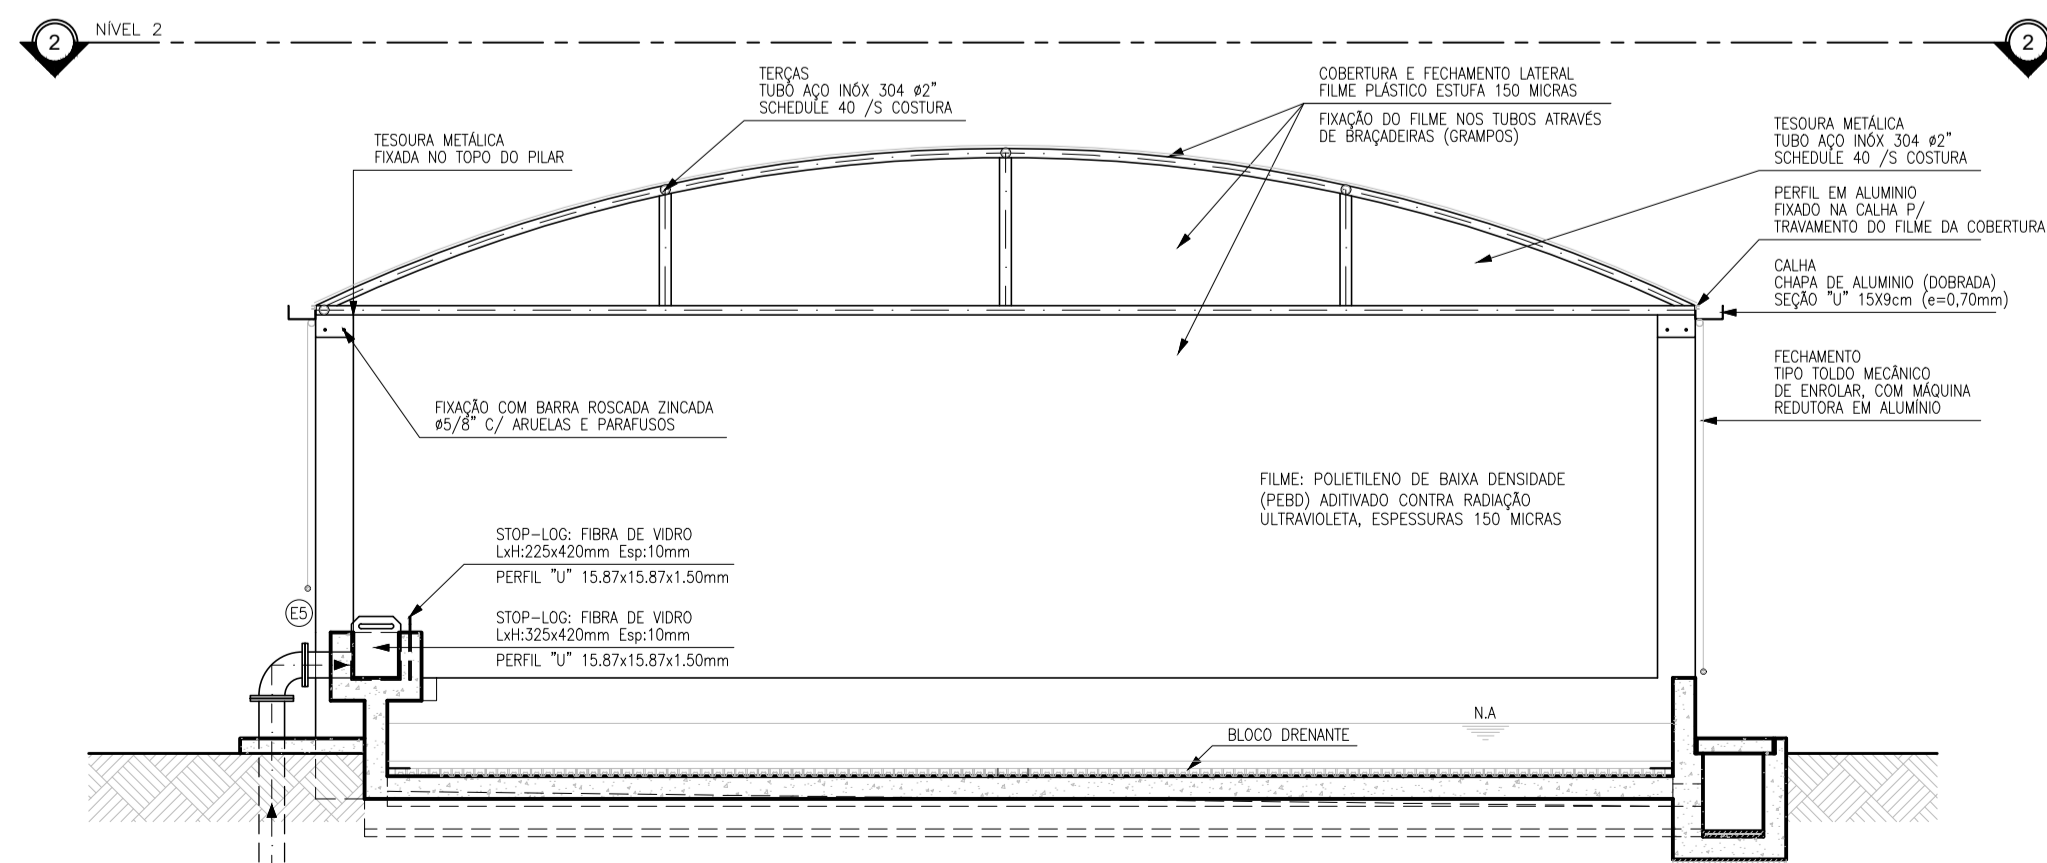 2
NÍVEL 2
2
TERÇAS
TUBO AÇO INÓX 304 ø2"
SCHEDULE 40 /S COSTURA
COBERTURA E FECHAMENTO LATERAL
FILME PLÁSTICO ESTUFA 150 MICRAS
FIXAÇÃO DO FILME NOS TUBOS ATRAVÉS
DE BRAÇADEIRAS (GRAMPOS)
TESOURA METÁLICA
FIXADA NO TOPO DO PILAR
TESOURA METÁLICA
TUBO AÇO INÓX 304 ø2"
SCHEDULE 40 /S COSTURA
PERFIL EM ALUMINIO
FIXADO NA CALHA P/
TRAVAMENTO DO FILME DA COBERTURA
CALHA
CHAPA DE ALUMINIO (DOBRADA)
SEÇÃO "U" 15X9cm (e=0,70mm)
FECHAMENTO
TIPO TOLDO MECÂNICO
DE ENROLAR, COM MÁQUINA
REDUTORA EM ALUMÍNIO
FIXAÇÃO COM BARRA ROSCADA ZINCADA
ø5/8" C/ ARUELAS E PARAFUSOS
FILME: POLIETILENO DE BAIXA DENSIDADE
(PEBD) ADITIVADO CONTRA RADIAÇÃO
ULTRAVIOLETA, ESPESSURAS 150 MICRAS
STOP-LOG: FIBRA DE VIDRO
LxH:225x420mm Esp:10mm
PERFIL "U" 15.87x15.87x1.50mm
STOP-LOG: FIBRA DE VIDRO
LxH:325x420mm Esp:10mm
PERFIL "U" 15.87x15.87x1.50mm
E5
N.A
BLOCO DRENANTE